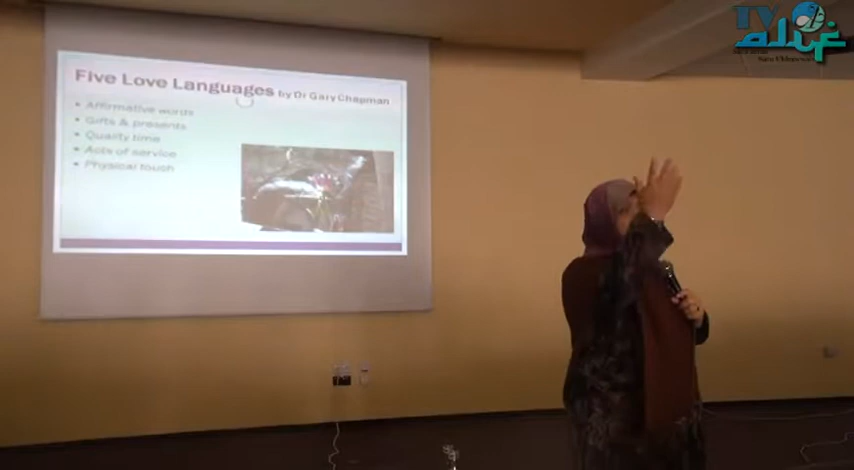 Five Love Languages by Dr Gary Chapman
• Affirmative words
• Gifts & presents
• Quality time
• Acts of service
• Physical touch
TV